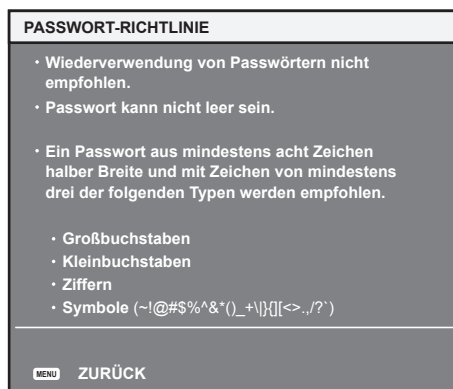 PASSWORT-RICHTLINIE
・Wiederverwendung von Passwörtern nicht
empfohlen.
・Passwort kann nicht leer sein.
・Ein Passwort aus mindestens acht Zeichen
halber Breite und mit Zeichen von mindestens
drei der folgenden Typen werden empfohlen.
・Großbuchstaben
・Kleinbuchstaben
・Ziffern
・Symbole (~!@#$%^&*()_+\|}{][<>.,/?`)
MENU ZURÜCK